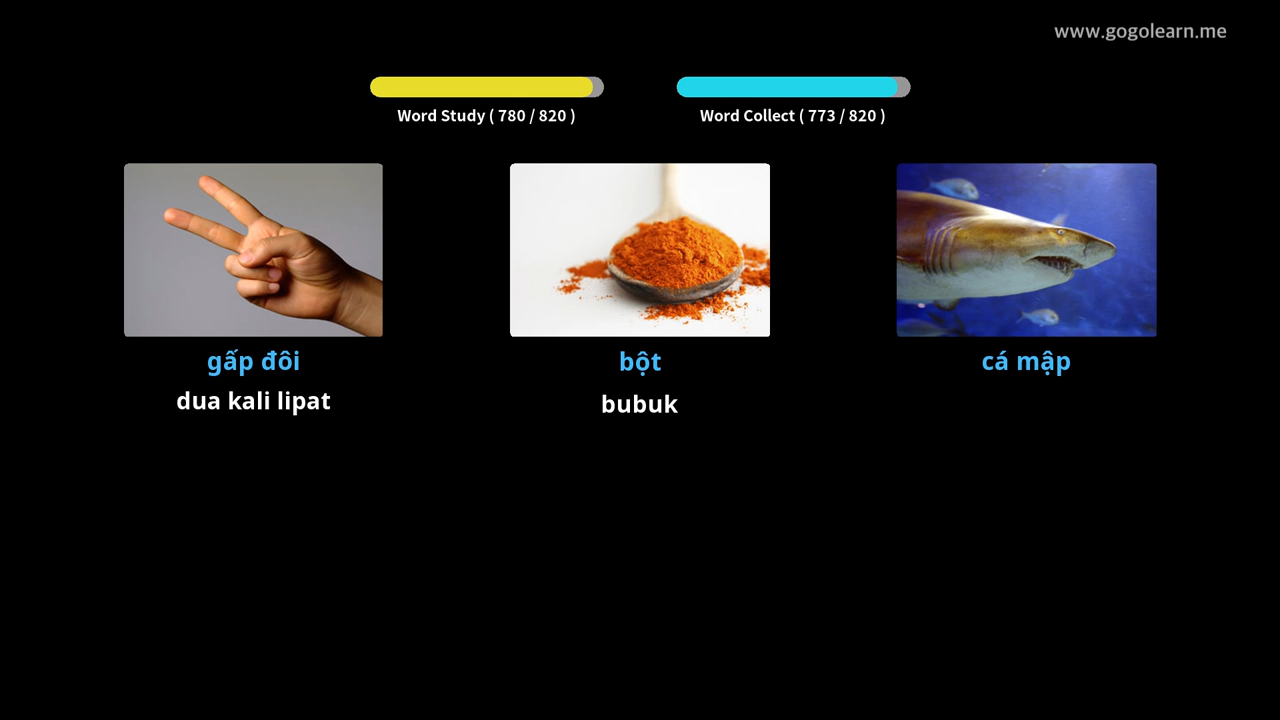 www.gogolearn.me
Word Study ( 780 / 820 )
Word Collect ( 773 / 820 )
gấp đôi
bột
cá mập
dua kali lipat
bubuk